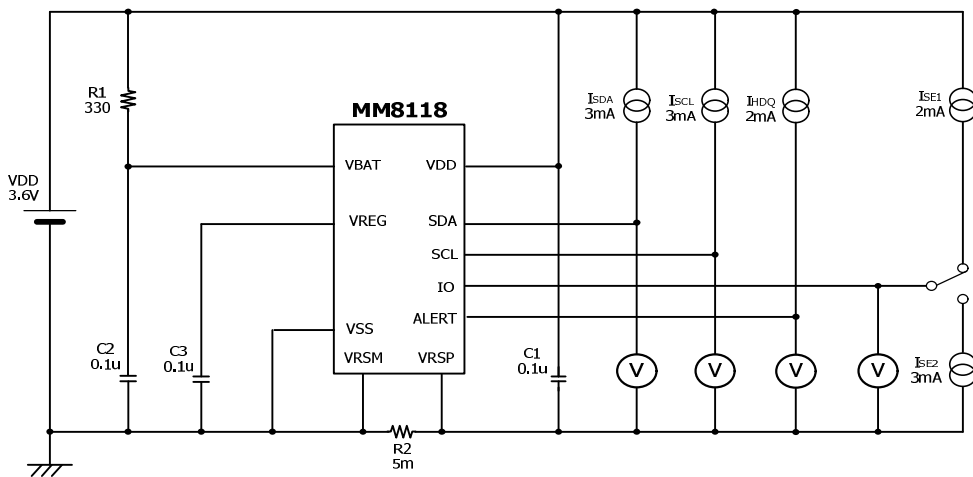 R1
330
MM8118
ISDA
3mA
ISCL
3mA
IHDQ
2mA
ISE1
2mA
VDD
3.6V
VBAT
VDD
VREG
SDA
SCL
IO
ALERT
VSS
VRSM
VRSP
C2
0.1u
C3
0.1u
C1
0.1u
V
V
V
V
ISE2
3mA
R2
5m